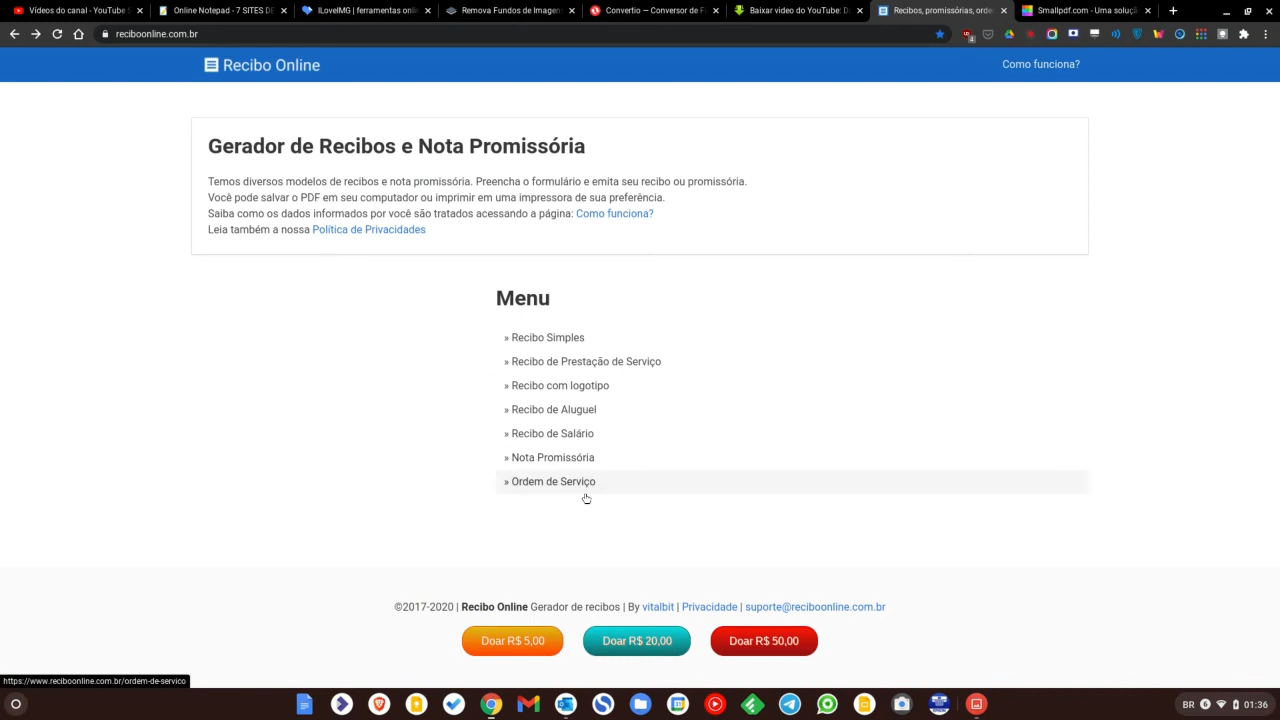 Vídeos do canal - YouTube S
Online Notepad - 7 SITES DE
ILoveIMG | ferramentas onlin
Remova Fundos de Imagen
Convertio — Conversor de F
Baixar video do YouTube: D
Recibos, promissórias, orde
Smallpdf.com - Uma soluçã
reciboonline.com.br
Recibo Online
Como funciona?
Gerador de Recibos e Nota Promissória
Temos diversos modelos de recibos e nota promissória. Preencha o formulário e emita seu recibo ou promissória.
Você pode salvar o PDF em seu computador ou imprimir em uma impressora de sua preferência.
Saiba como os dados informados por você são tratados acessando a página: Como funciona?
Leia também a nossa Política de Privacidades
Menu
» Recibo Simples
» Recibo de Prestação de Serviço
» Recibo com logotipo
» Recibo de Aluguel
» Recibo de Salário
» Nota Promissória
» Ordem de Serviço
©2017-2020 | Recibo Online Gerador de recibos | By vitalbit | Privacidade | suporte@reciboonline.com.br
Doar R$ 5,00
Doar R$ 20,00
Doar R$ 50,00
https://www.reciboonline.com.br/ordem-de-servico
BR
6
01:36